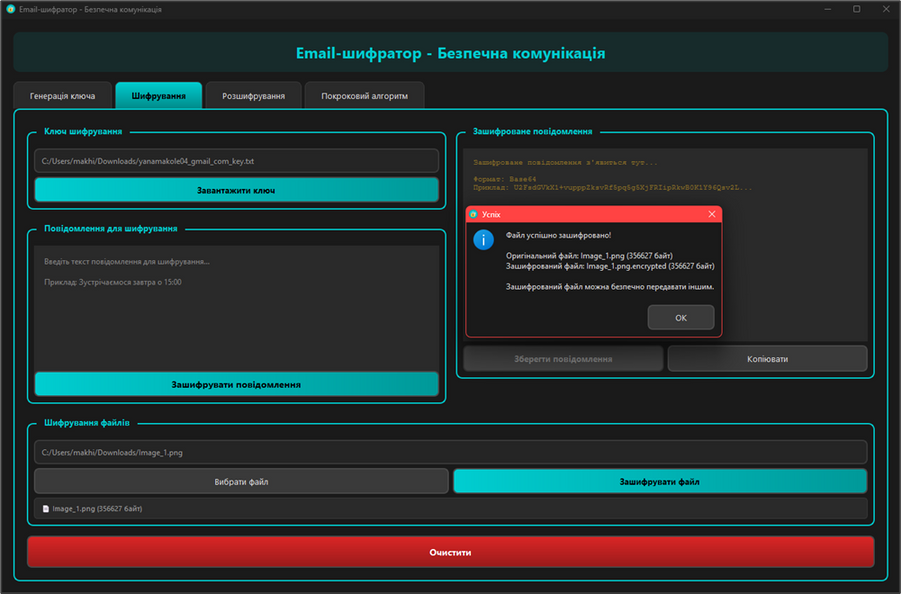 Email-шифратор - Безпечна комунікація
Email-шифратор - Безпечна комунікація
Генерація ключа
Шифрування
Розшифрування
Покроковий алгоритм
Ключ шифрування
C:/Users/makhi/Downloads/yanamakole04_gmail_com_key.txt
Завантажити ключ
Повідомлення для шифрування
Введіть текст повідомлення для шифрування...
Приклад: Зустрічаємося завтра о 15:00
Зашифрувати повідомлення
Зашифроване повідомлення
Зашифроване повідомлення з'явиться тут...
Формат: Base64
Приклад:
Успіх
Файл успішно зашифровано!
Оригінальний файл: Image_1.png (356627 байт)
Зашифрований файл: Image_1.png.encrypted (356627 байт)
Зашифрований файл можна безпечно передавати іншим.
OK
Зберегти повідомлення
Копіювати
Шифрування файлів
C:/Users/makhi/Downloads/Image_1.png
Вибрати файл
Зашифрувати файл
Image_1.png (356627 байт)
Очистити